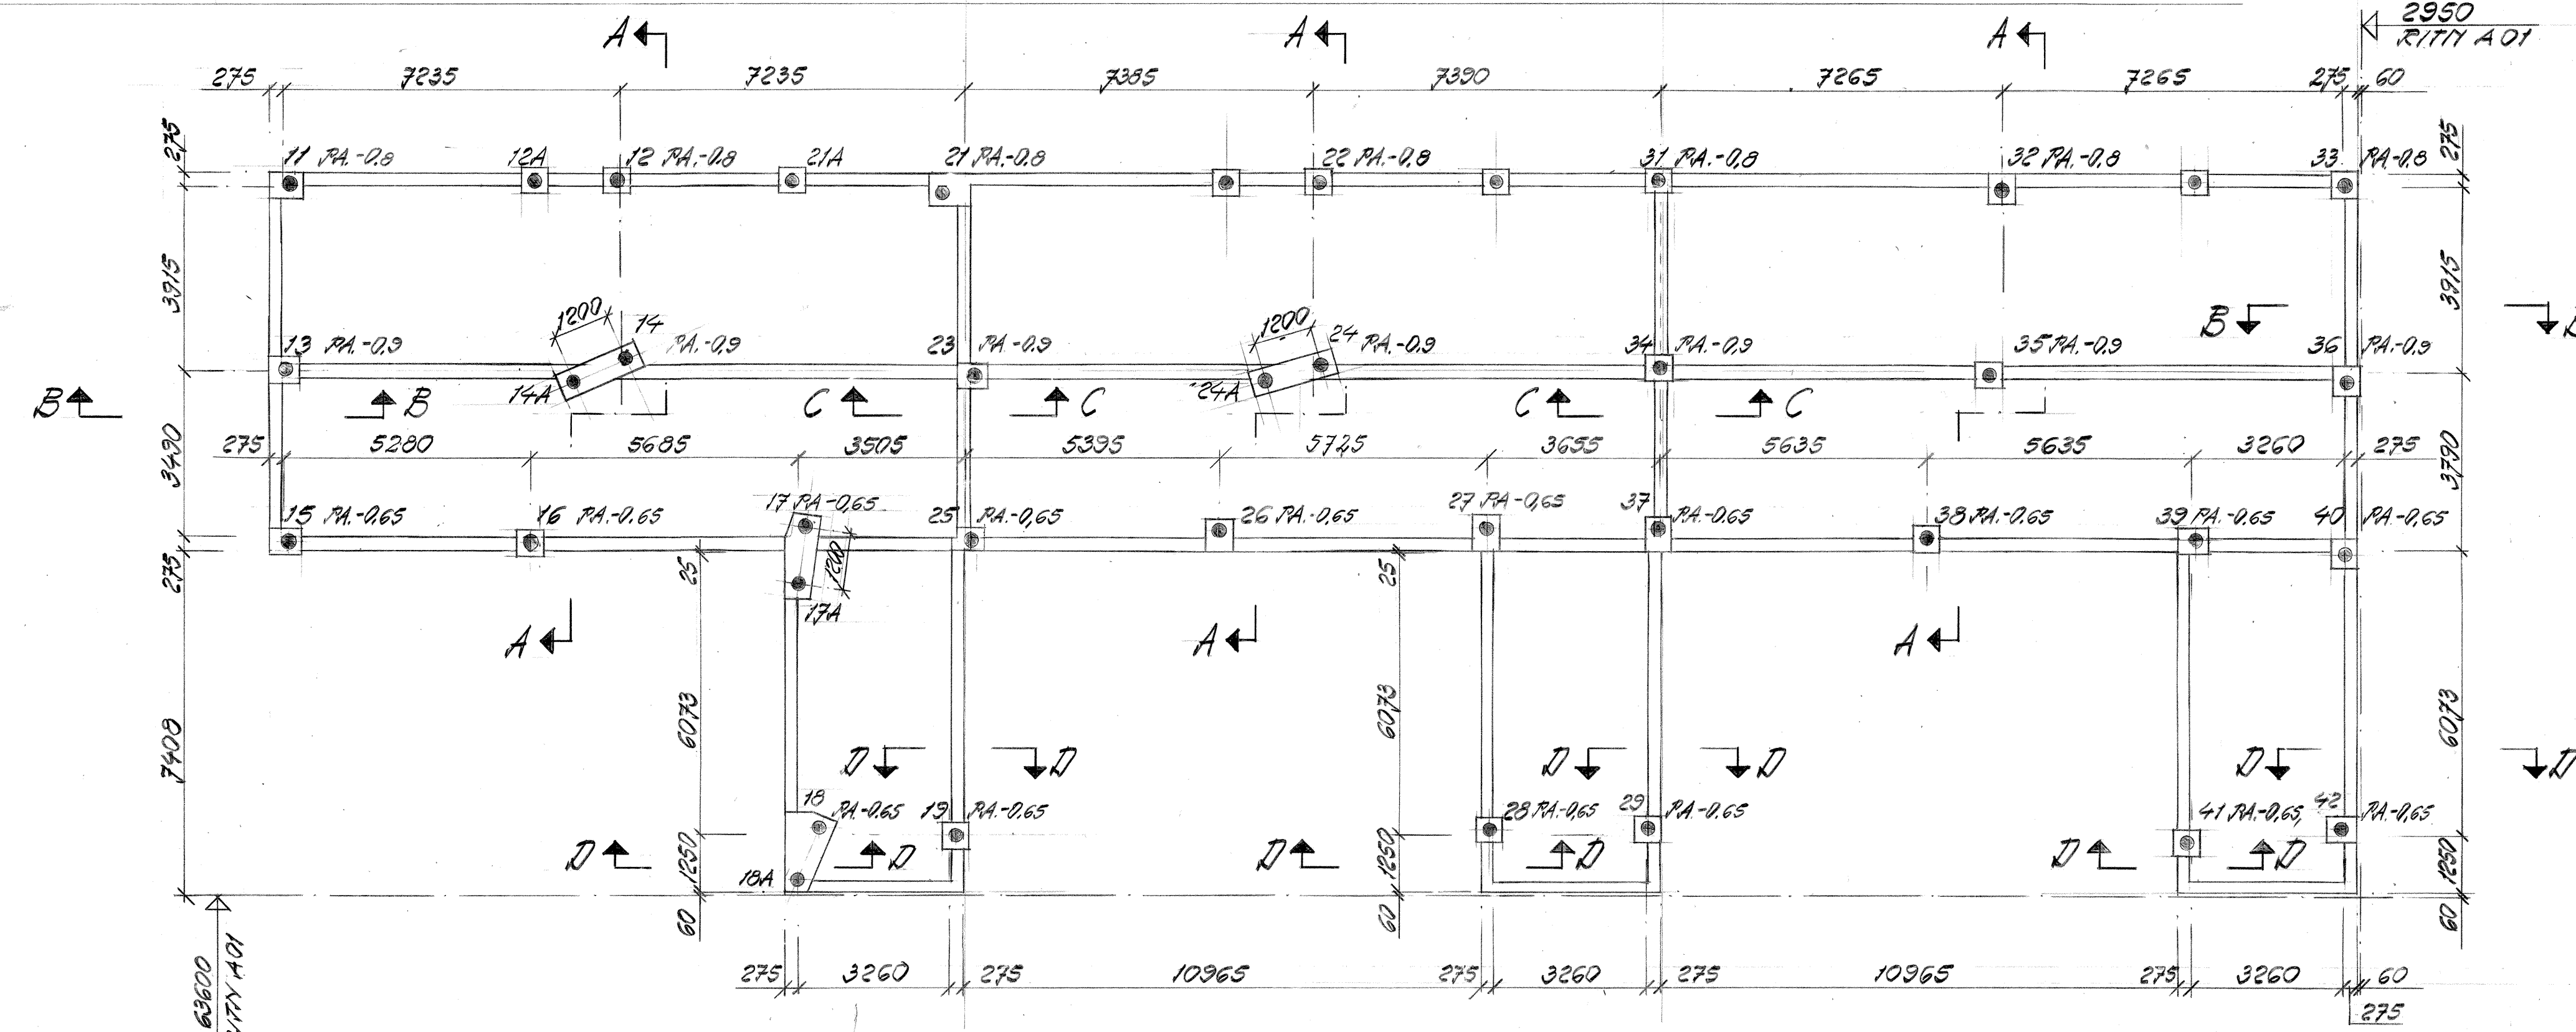 2950
RITN A01
A A A
275 7235 7235 7385 7390 7265 7265 275 60
275 275
11 PA.-0.8 12A 12 PA.-0.8 21A 21 PA.-0.8 22 PA.-0.8 31 PA.-0.8 32 PA.-0.8 33 PA.-0.8
3915 3915
1200 14 1200 24
B B
13 PA.-0.9 PA.-0.9 23 PA.-0.9 PA.-0.9 34 PA.-0.9 35 PA.-0.9 36 PA.-0.9
14A 24A
B B C C C C
275 5280 5685 3505 5395 5725 3655 5635 5635 3260 275
3490 3790
15 PA.-0.65 16 PA.-0.65 17 PA-0,65 25 PA.-0,65 26 PA.-0,65 27 PA-0,65 37 PA.-0.65 38 PA.-0.65 39 PA.-0.65 40 PA-0,65
275 25 1200 25
17A
A A A
7408 6073 6073 6073
D D D D D D
18 PA-0.65 19 PA.-0.65 28 PA-0.65 29 PA.-0.65 41 PA-0.65, 42 PA-0.65
D D D D D D
1250 1250 1250
18A
60 60 60
63600
A01
275 3260 275 10965 275 3260 275 10965 275 3260 60
275